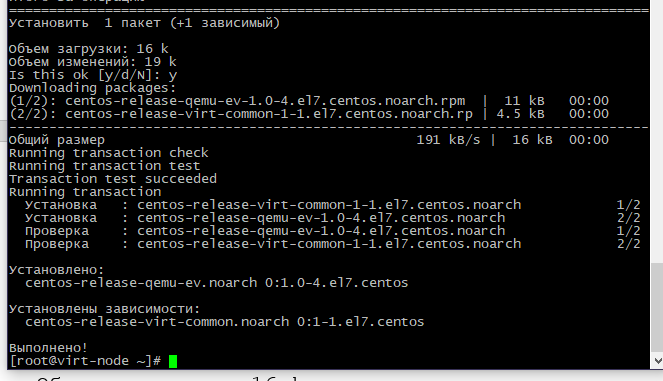 Установить 1 пакет (+1 зависимый)
Объем загрузки: 16 k
Объем изменений: 19 k
Is this ok [y/d/N]: y
Downloading packages:
(1/2): centos-release-qemu-ev-1.0-4.el7.centos.noarch.rpm | 11 kB 00:00
(2/2): centos-release-virt-common-1-1.el7.centos.noarch.rp | 4.5 kB 00:00
--------------------------------------------------------------------------------
Общий размер 191 kB/s | 16 kB 00:00
Running transaction check
Running transaction test
Transaction test succeeded
Running transaction
Установка : centos-release-virt-common-1-1.el7.centos.noarch 1/2
Установка : centos-release-qemu-ev-1.0-4.el7.centos.noarch 2/2
Проверка : centos-release-qemu-ev-1.0-4.el7.centos.noarch 1/2
Проверка : centos-release-virt-common-1-1.el7.centos.noarch 2/2
Установлено:
centos-release-qemu-ev.noarch 0:1.0-4.el7.centos
Установлены зависимости:
centos-release-virt-common.noarch 0:1-1.el7.centos
Выполнено!
[root@virt-node ~]#